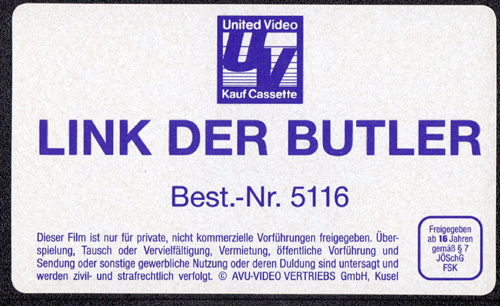 United Video
UV
Kauf Cassette
LINK DER BUTLER
Best.-Nr. 5116
Dieser Film ist nur für private, nicht kommerzielle Vorführungen freigegeben. Über-
spielung, Tausch oder Vervielfältigung, Vermietung, öffentliche Vorführung und
Sendung oder sonstige gewerbliche Nutzung oder deren Duldung sind untersagt und
werden zivil- und strafrechtlich verfolgt. © AVU-VIDEO VERTRIEBS GmbH, Kusel
Freigegeben
ab 16 Jahren
gemäß § 7
JÖSchG
FSK